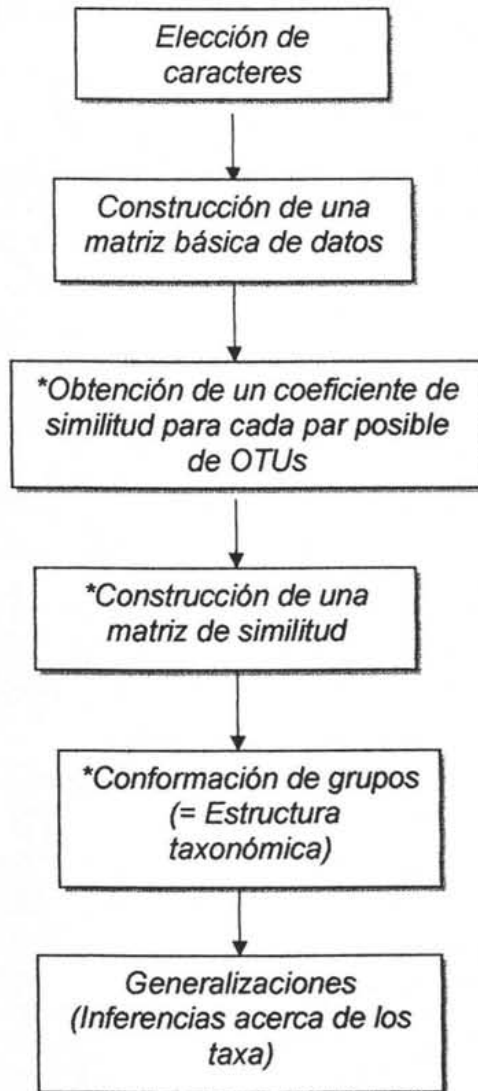 Elección de
caracteres
Construcción de una
matriz básica de datos
*Obtención de un coeficiente de
similitud para cada par posible
de OTUs
*Construcción de una
matriz de similitud
*Conformación de grupos
(= Estructura
taxonómica)
Generalizaciones
(Inferencias acerca de los
taxa)